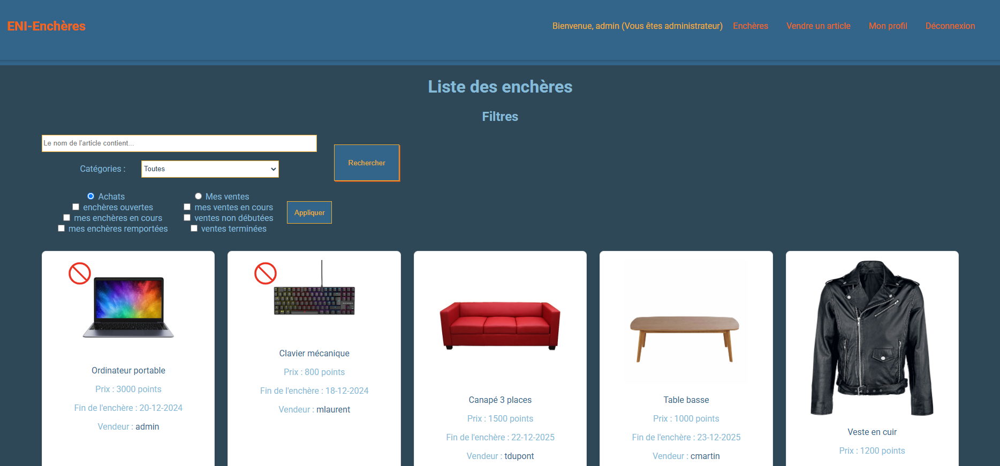 ENI-Enchères
Bienvenue, admin (Vous êtes administrateur) Enchères Vendre un article Mon profil Déconnexion
Liste des enchères
Filtres
Le nom de l'article contient...
Rechercher
Catégories : Toutes
Achats
enchères ouvertes
mes enchères en cours
mes enchères remportées
Mes ventes
mes ventes en cours
ventes non débutées
ventes terminées
Appliquer
Ordinateur portable
Prix : 3000 points
Fin de l'enchère : 20-12-2024
Vendeur : admin
Clavier mécanique
Prix : 800 points
Fin de l'enchère : 18-12-2024
Vendeur : mlaurent
Canapé 3 places
Prix : 1500 points
Fin de l'enchère : 22-12-2025
Vendeur : tdupont
Table basse
Prix : 1000 points
Fin de l'enchère : 23-12-2025
Vendeur : cmartin
Veste en cuir
Prix : 1200 points